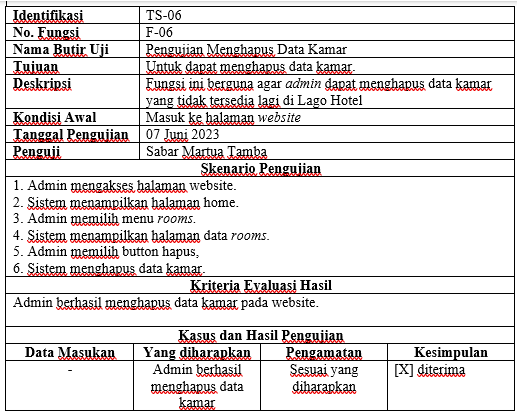 Identifikasi TS-06
No. Fungsi F-06
Nama Butir Uji Pengujian Menghapus Data Kamar
Tujuan Untuk dapat menghapus data kamar.
Deskripsi Fungsi ini berguna agar admin dapat menghapus data kamar
yang tidak tersedia lagi di Lago Hotel
Kondisi Awal Masuk ke halaman website
Tanggal Pengujian 07 Juni 2023
Penguji Sabar Martua Tamba
Skenario Pengujian
1. Admin mengakses halaman website.
2. Sistem menampilkan halaman home.
3. Admin memilih menu rooms.
4. Sistem menampilkan halaman data rooms.
5. Admin memilih button hapus,
6. Sistem menghapus data kamar.
Kriteria Evaluasi Hasil
Admin berhasil menghapus data kamar pada website.
Kasus dan Hasil Pengujian
Data Masukan Yang diharapkan Pengamatan Kesimpulan
- Admin berhasil Sesuai yang [X] diterima
menghapus data diharapkan
kamar